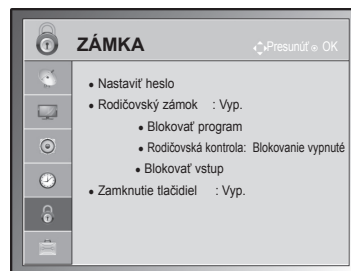 ZÁMKA
Presunúť OK
• Nastaviť heslo
• Rodičovský zámok : Vyp.
• Blokovať program
• Rodičovská kontrola: Blokovanie vypnuté
• Blokovať vstup
• Zamknutie tlačidiel : Vyp.